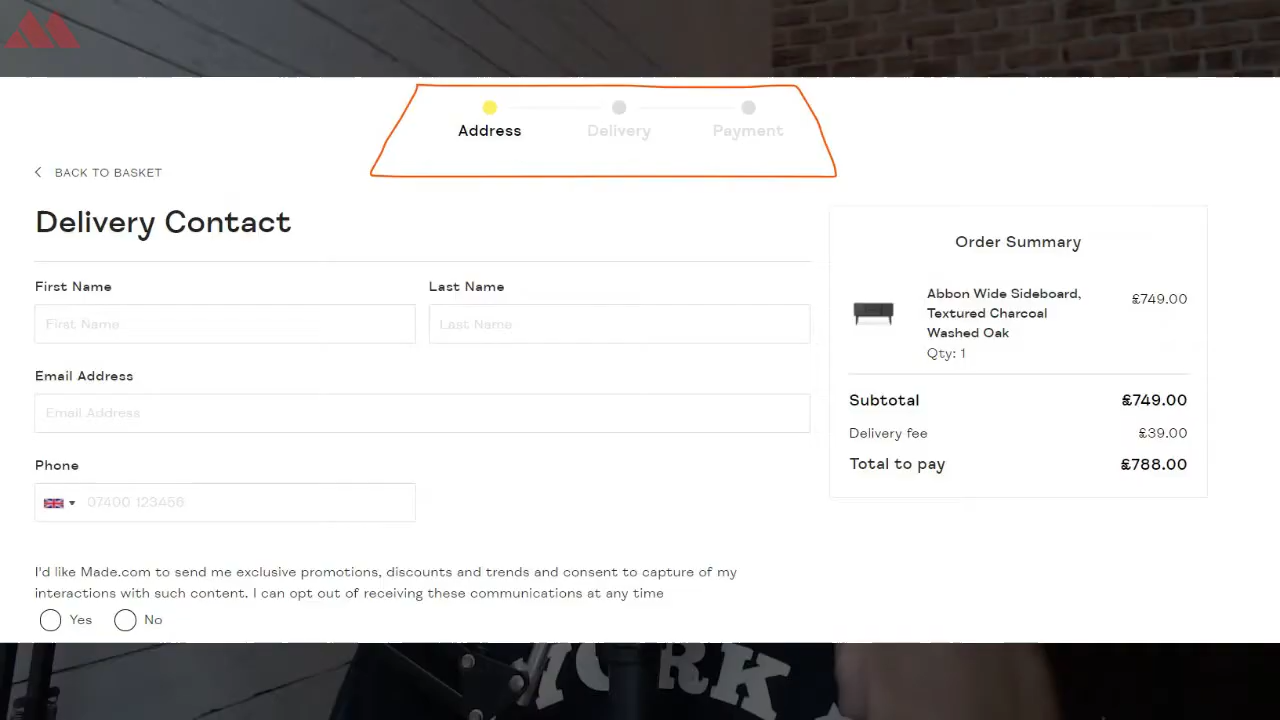 Address
Delivery
Payment
BACK TO BASKET
Delivery Contact
First Name
Last Name
First Name
Last Name
Email Address
Email Address
Phone
07400 123456
I'd like Made.com to send me exclusive promotions, discounts and trends and consent to capture of my
interactions with such content. I can opt out of receiving these communications at any time
Yes
No
Order Summary
Abbon Wide Sideboard,
Textured Charcoal
Washed Oak
£749.00
Qty: 1
Subtotal
£749.00
Delivery fee
£39.00
Total to pay
£788.00
YORK